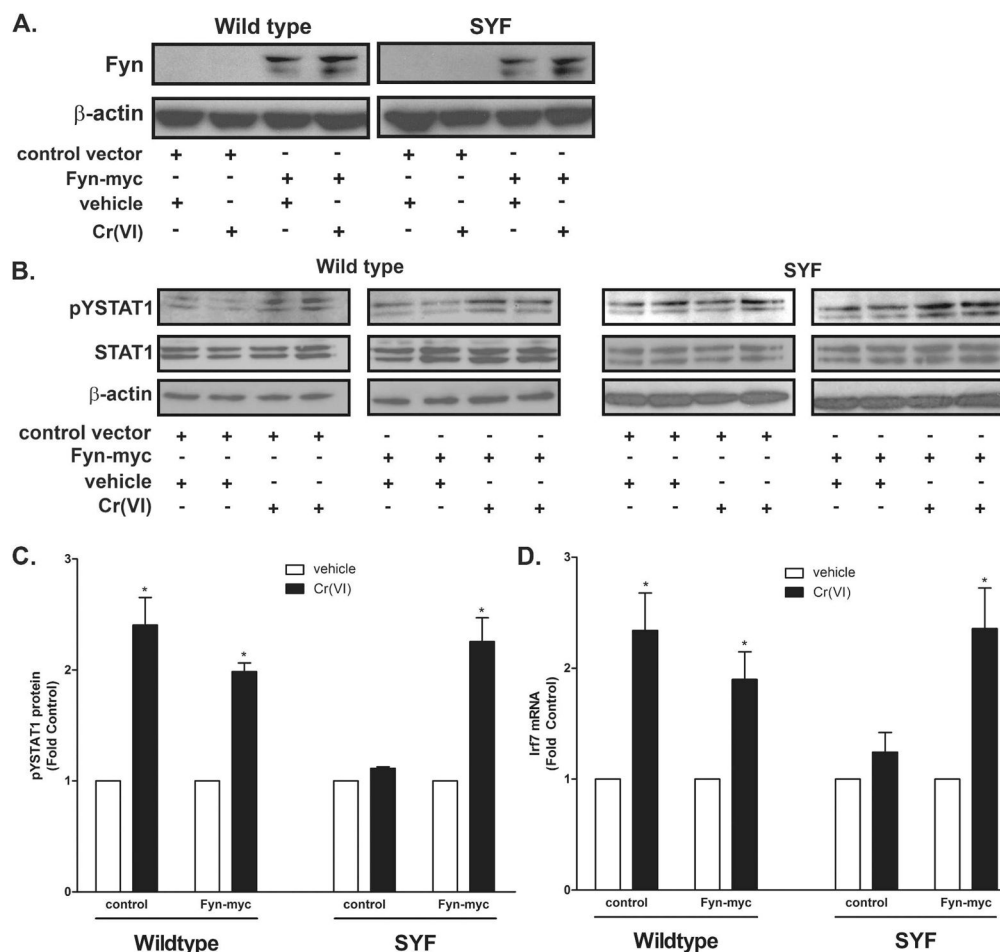 A.
Wild type SYF
Fyn
β-actin
control vector + + - - + + - -
Fyn-myc - - + + - - + +
vehicle + - + - + - + -
Cr(VI) - + - + - + - +
B.
Wild type SYF
pYSTAT1
STAT1
β-actin
control vector + + + + - - - - + + + + - - - -
Fyn-myc - - - - + + + + - - - - + + + +
vehicle + + - - + + - - + + - - + + - -
Cr(VI) - - + + - - + + - - + + - - + +
C.
pYSTAT1 protein
(Fold Control)
3
2
1
0
vehicle
Cr(VI)
* * *
control Fyn-myc control Fyn-myc
Wildtype SYF
D.
Irf7 mRNA
(Fold Control)
3
2
1
0
vehicle
Cr(VI)
* * *
control Fyn-myc control Fyn-myc
Wildtype SYF